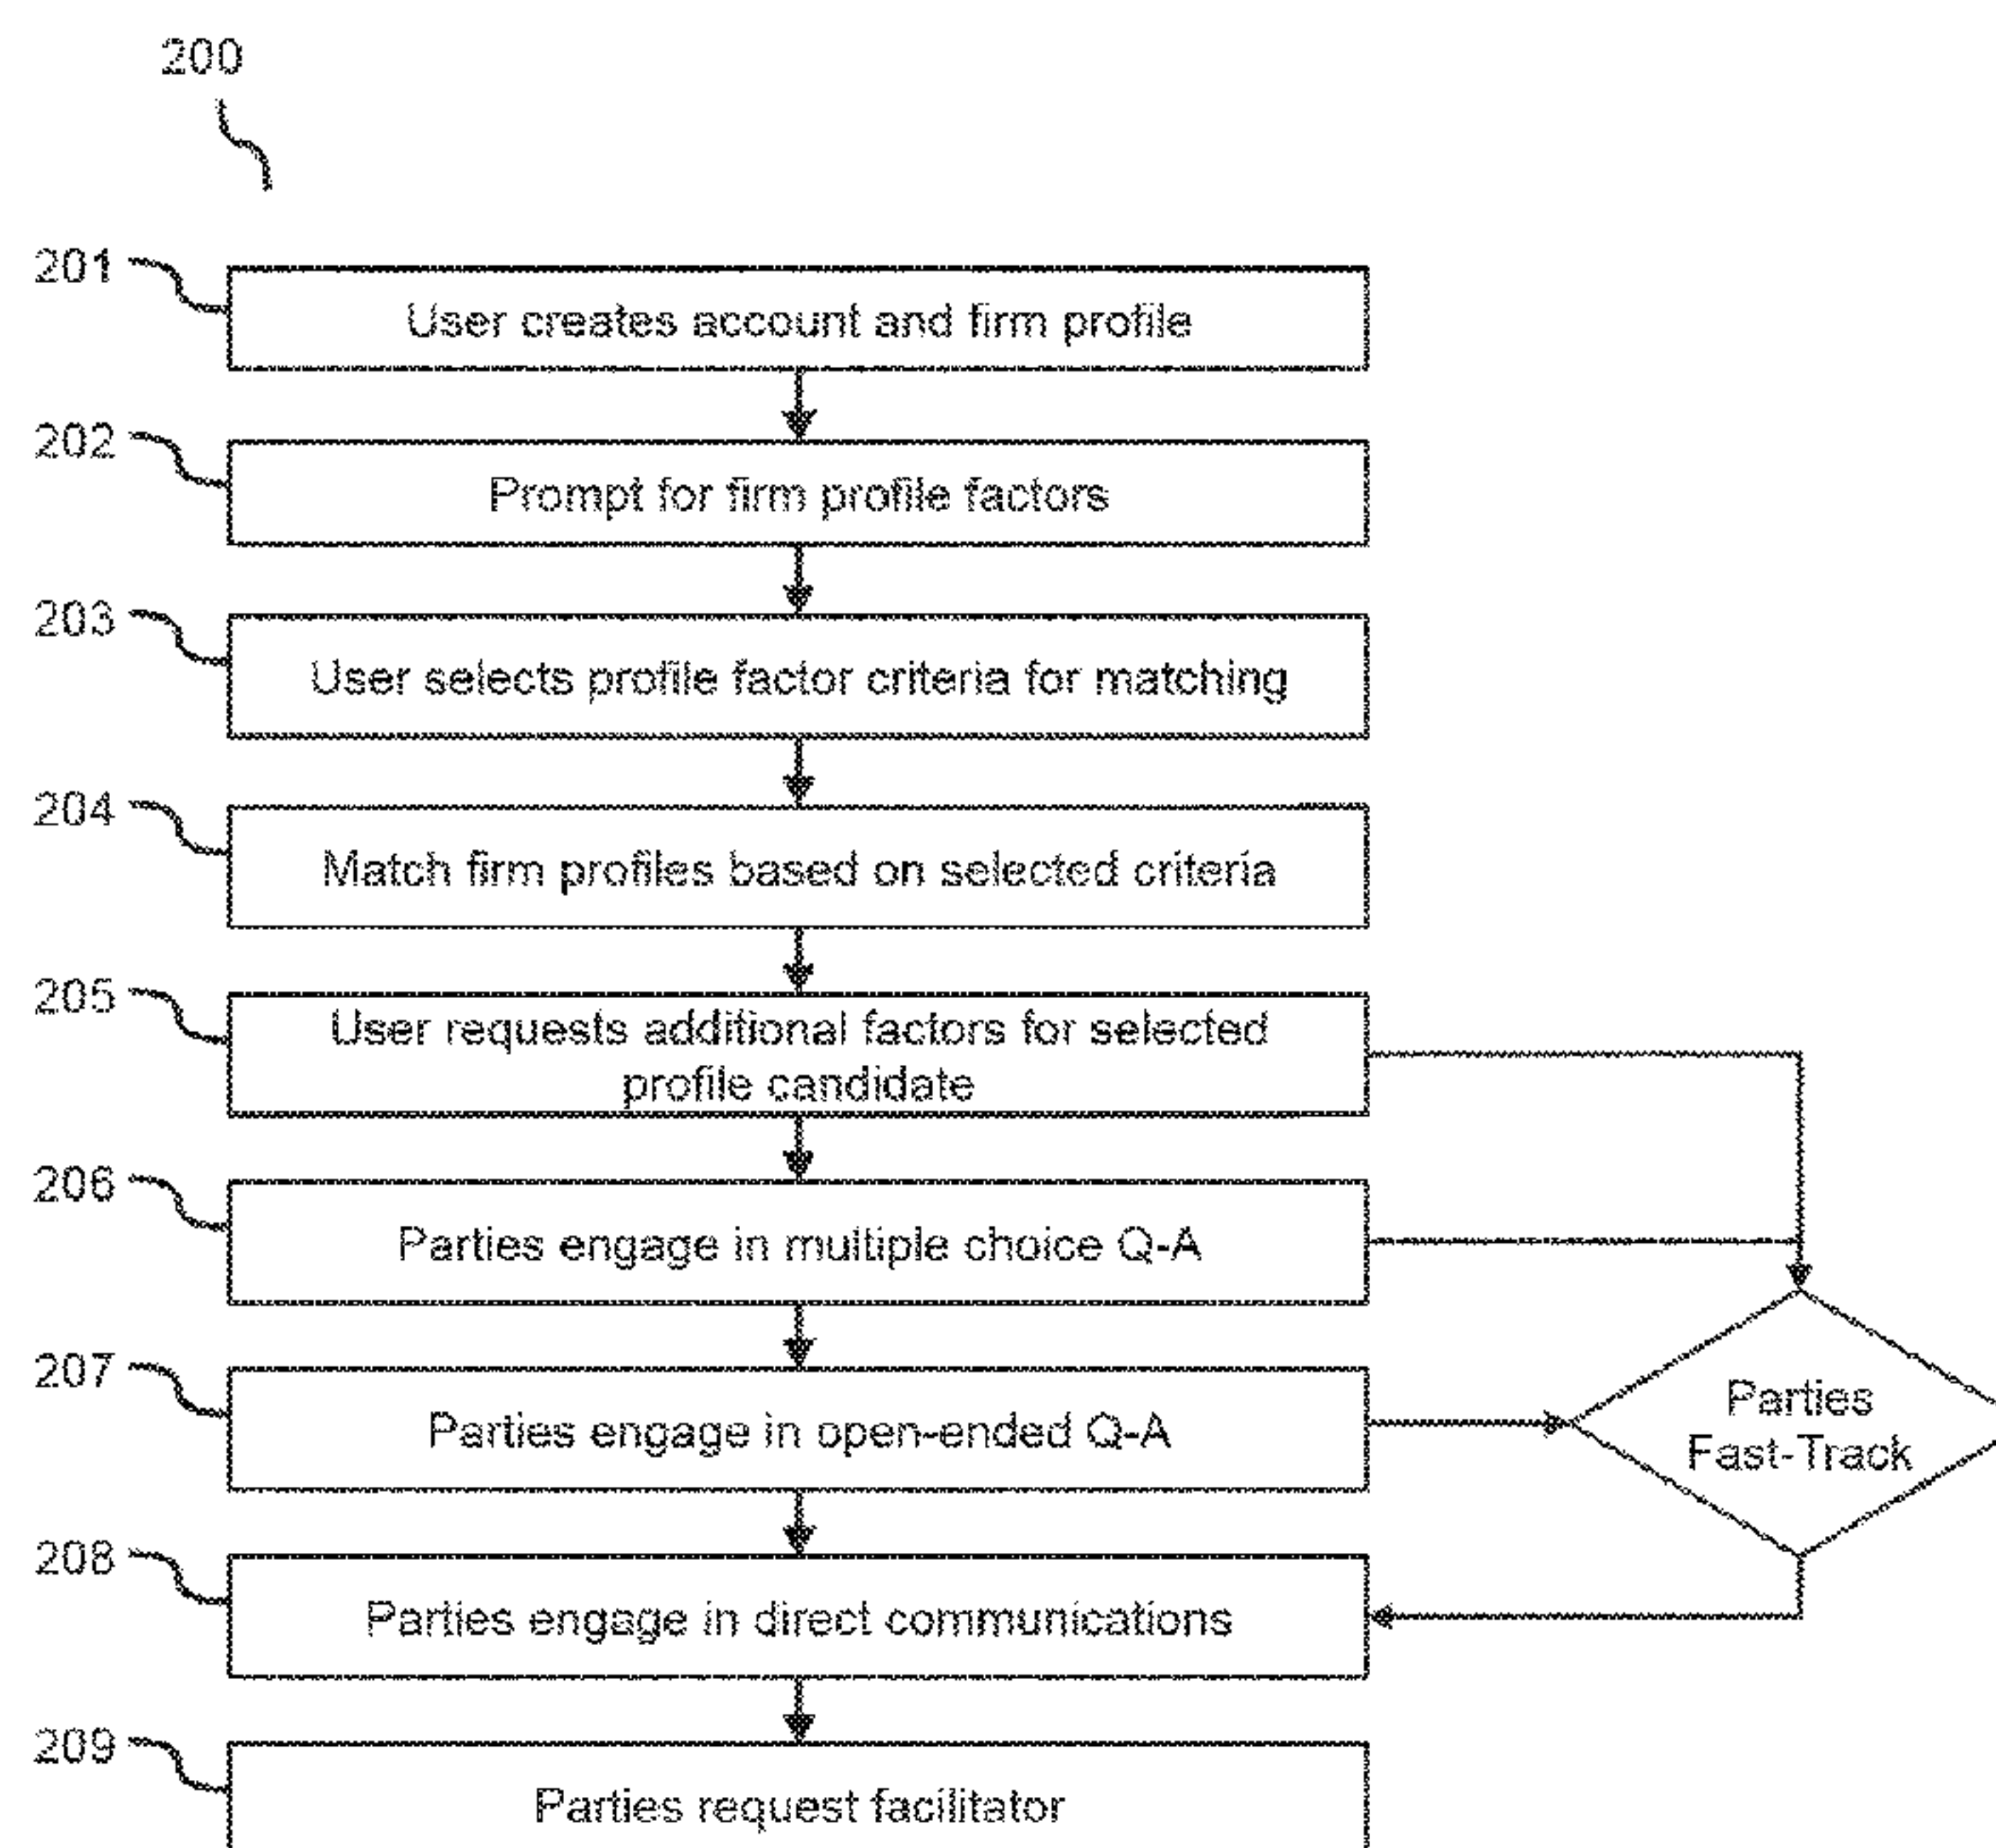 200
201
User creates account and firm profile
202
Prompt for firm profile factors
203
User selects profile factor criteria for matching
204
Match firm profiles based on selected criteria
205
User requests additional factors for selected
profile candidate
206
Parties engage in multiple choice Q-A
207
Parties engage in open-ended Q-A
Parties
Fast-Track
208
Parties engage in direct communications
209
Parties request facilitator